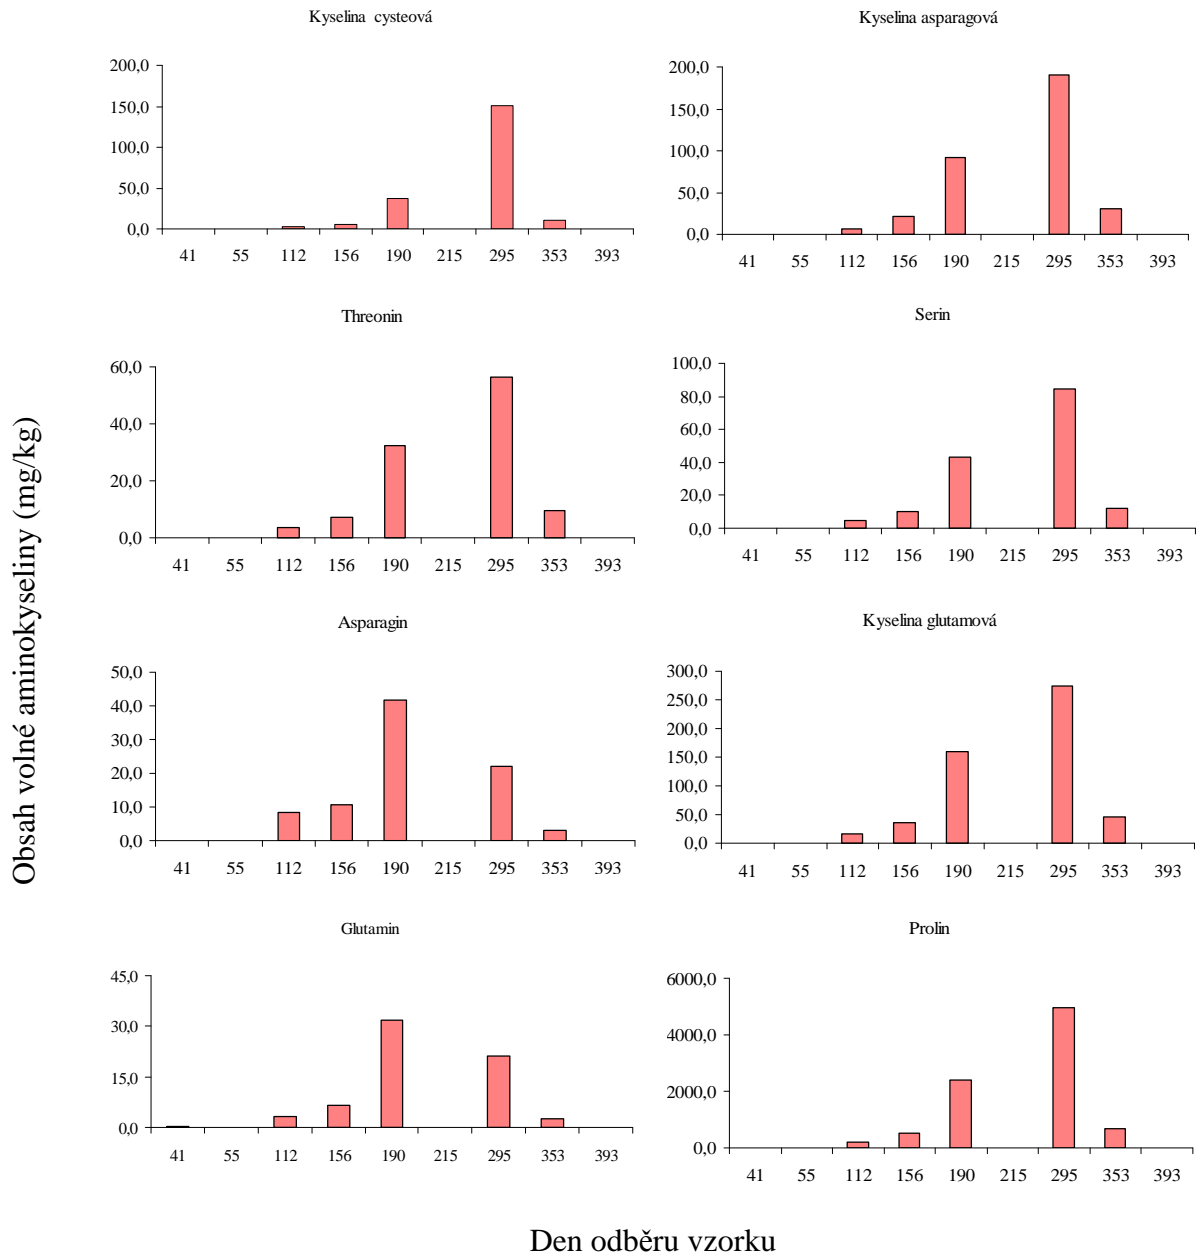 Kyselina cysteová
200,0
150,0
100,0
50,0
0,0
41 55 112 156 190 215 295 353 393
Kyselina asparagová
200,0
150,0
100,0
50,0
0,0
41 55 112 156 190 215 295 353 393
Threonin
60,0
40,0
20,0
0,0
41 55 112 156 190 215 295 353 393
Serin
100,0
80,0
60,0
40,0
20,0
0,0
41 55 112 156 190 215 295 353 393
Obsah volné aminokyseliny (mg/kg)
Asparagin
50,0
40,0
30,0
20,0
10,0
0,0
41 55 112 156 190 215 295 353 393
Kyselina glutamová
300,0
250,0
200,0
150,0
100,0
50,0
0,0
41 55 112 156 190 215 295 353 393
Glutamin
45,0
30,0
15,0
0,0
41 55 112 156 190 215 295 353 393
Prolin
6000,0
4000,0
2000,0
0,0
41 55 112 156 190 215 295 353 393
Den odběru vzorku